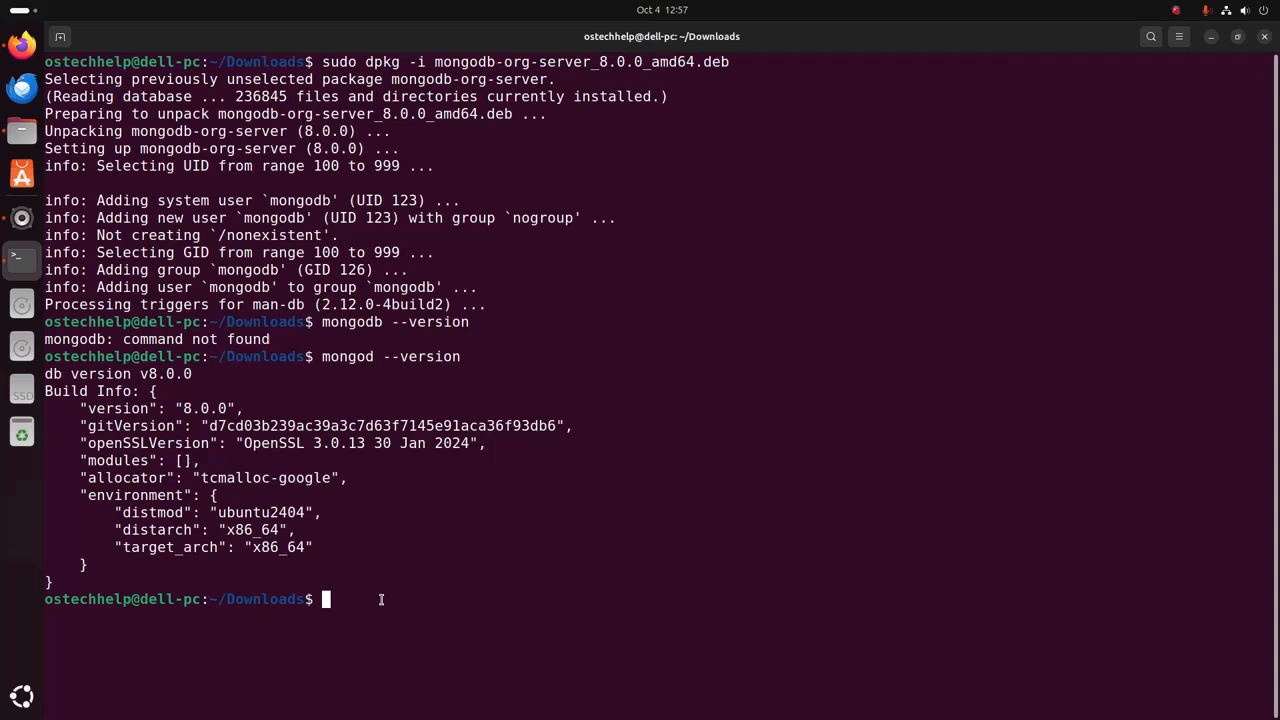 Oct 4 12:57
ostechhelp@dell-pc: ~/Downloads
ostechhelp@dell-pc:~/Downloads$ sudo dpkg -i mongodb-org-server_8.0.0_amd64.deb
Selecting previously unselected package mongodb-org-server.
(Reading database ... 236845 files and directories currently installed.)
Preparing to unpack mongodb-org-server_8.0.0_amd64.deb ...
Unpacking mongodb-org-server (8.0.0) ...
Setting up mongodb-org-server (8.0.0) ...
info: Selecting UID from range 100 to 999 ...

info: Adding system user `mongodb' (UID 123) ...
info: Adding new user `mongodb' (UID 123) with group `nogroup' ...
info: Not creating `/nonexistent'.
info: Selecting GID from range 100 to 999 ...
info: Adding group `mongodb' (GID 126) ...
info: Adding user `mongodb' to group `mongodb' ...
Processing triggers for man-db (2.12.0-4build2) ...
ostechhelp@dell-pc:~/Downloads$ mongodb --version
mongodb: command not found
ostechhelp@dell-pc:~/Downloads$ mongod --version
db version v8.0.0
Build Info: {
    "version": "8.0.0",
    "gitVersion": "d7cd03b239ac39a3c7d63f7145e91aca36f93db6",
    "openSSLVersion": "OpenSSL 3.0.13 30 Jan 2024",
    "modules": [],
    "allocator": "tcmalloc-google",
    "environment": {
        "distmod": "ubuntu2404",
        "distarch": "x86_64",
        "target_arch": "x86_64"
    }
}
ostechhelp@dell-pc:~/Downloads$
SSD